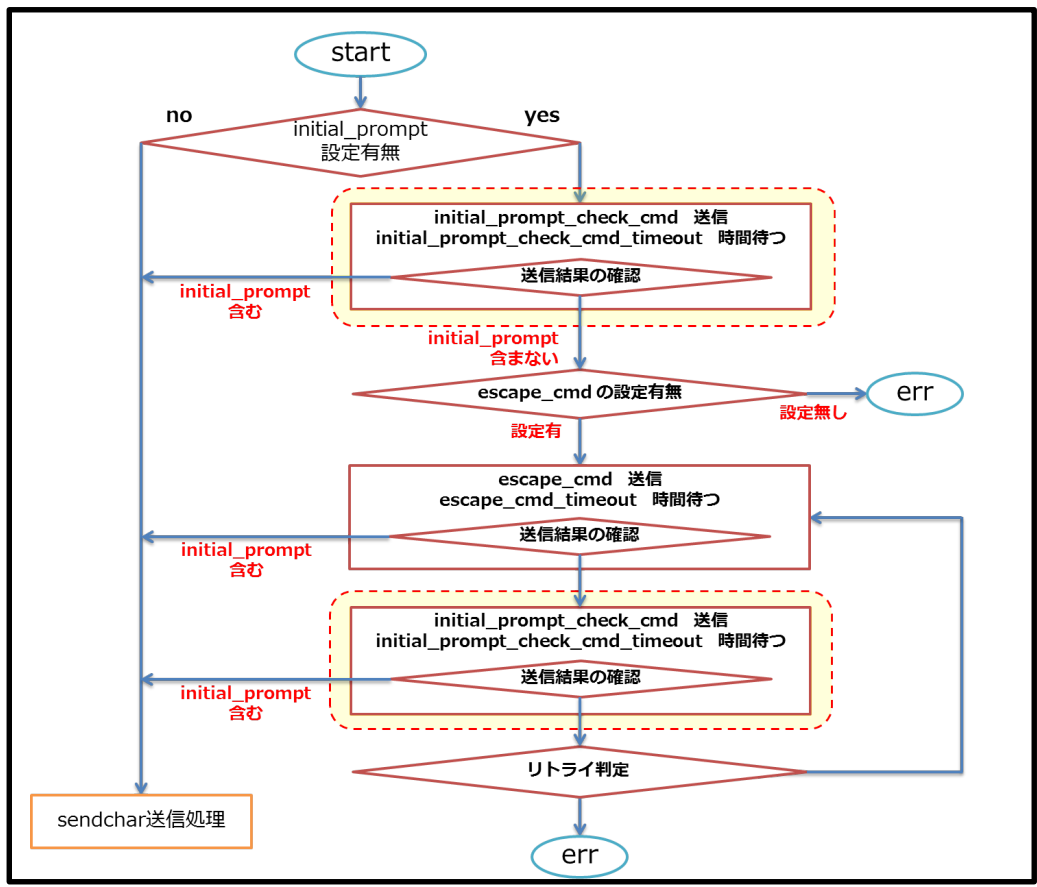 start
no
yes
initial_prompt
設定有無
initial_prompt_check_cmd 送信
initial_prompt_check_cmd_timeout 時間待つ
送信結果の確認
initial_prompt
含む
initial_prompt
含まない
escape_cmd の設定有無
err
設定無し
設定有
escape_cmd 送信
escape_cmd_timeout 時間待つ
送信結果の確認
initial_prompt
含む
initial_prompt_check_cmd 送信
initial_prompt_check_cmd_timeout 時間待つ
送信結果の確認
initial_prompt
含む
リトライ判定
sendchar送信処理
err